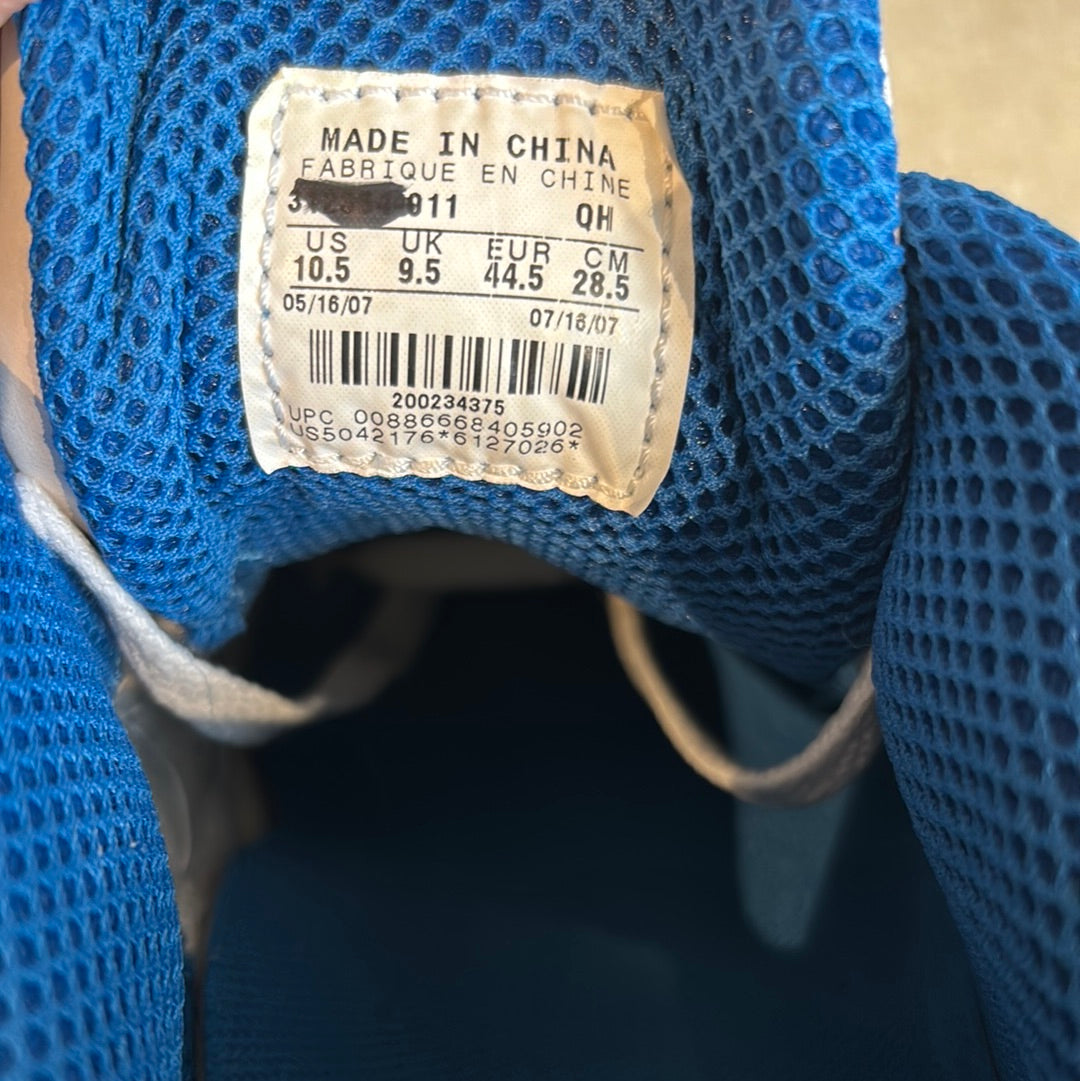 MADE IN CHINA
FABRIQUE EN CHINE
011 QH
US UK EUR CM
10.5 9.5 44.5 28.5
05/16/07 07/16/07
200234375
UPC 00886668405902
US5042176*6127026*